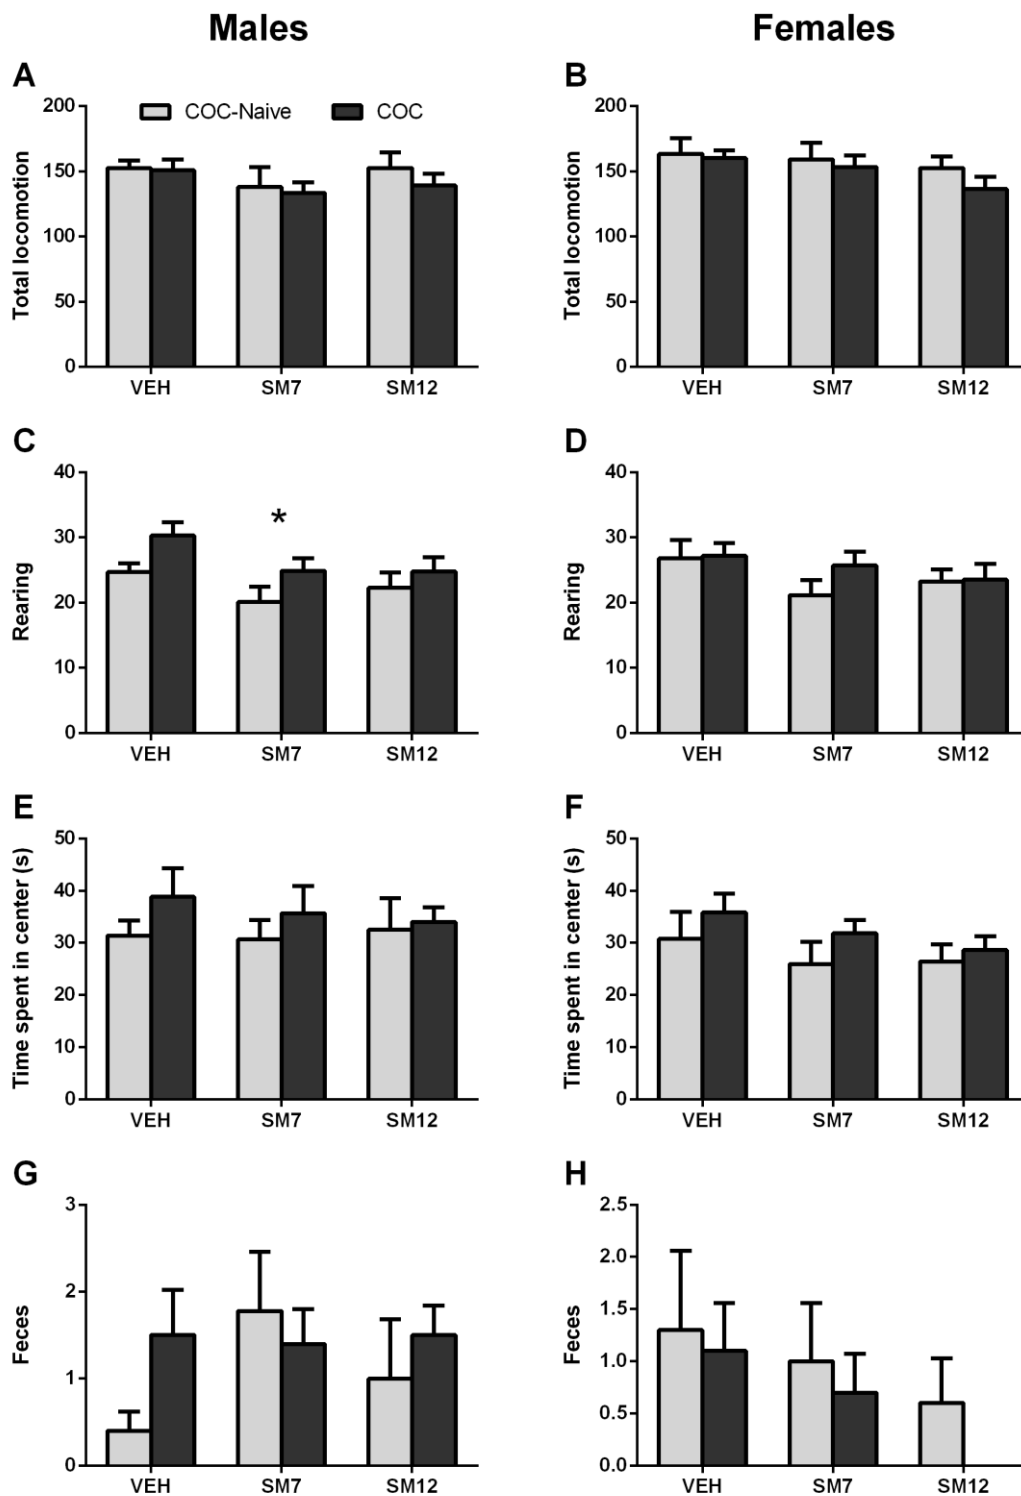 Males
Females
A
COC-Naive
COC
Total locomotion
200
150
100
50
0
VEH
SM7
SM12
B
Total locomotion
200
150
100
50
0
VEH
SM7
SM12
C
Rearing
40
30
20
10
0
*
VEH
SM7
SM12
D
Rearing
40
30
20
10
0
VEH
SM7
SM12
E
Time spent in center (s)
50
40
30
20
10
0
VEH
SM7
SM12
F
Time spent in center (s)
50
40
30
20
10
0
VEH
SM7
SM12
G
Feces
3
2
1
0
VEH
SM7
SM12
H
Feces
2.5
2.0
1.5
1.0
0.5
0.0
VEH
SM7
SM12